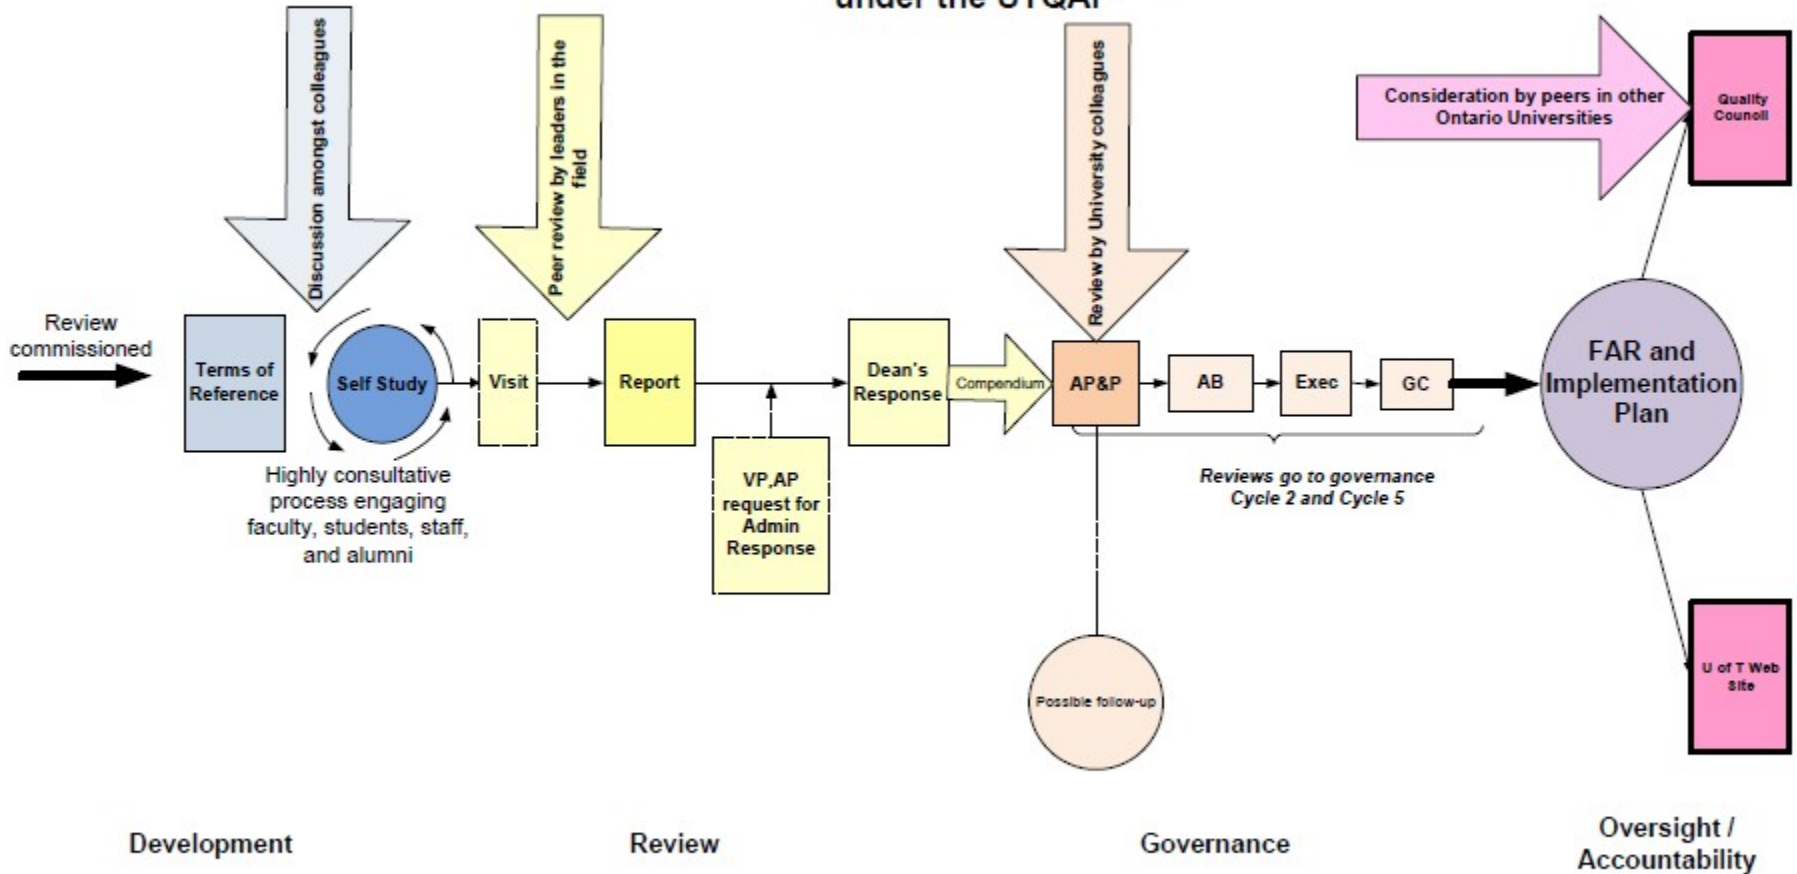 under the UTQAP
Discussion amongst colleagues
Peer review by leaders in the
field
Review by University colleagues
Consideration by peers in other
Ontario Universities
Quality
Council
Review
commissioned
Terms of
Reference
Self Study
Visit
Report
Dean's
Response
Compendium
AP&P
AB
Exec
GC
FAR and
Implementation
Plan
Highly consultative
process engaging
faculty, students, staff,
and alumni
VP,AP
request for
Admin
Response
Reviews go to governance
Cycle 2 and Cycle 5
Possible follow-up
U of T Web
Site
Development
Review
Governance
Oversight /
Accountability